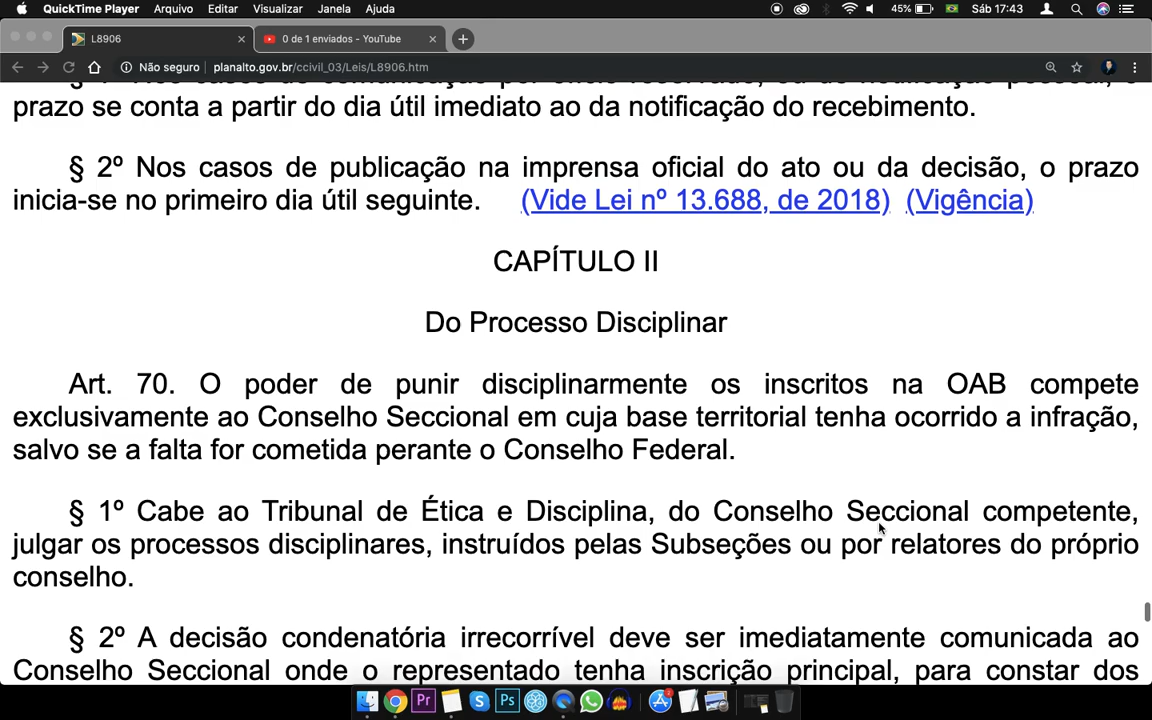 QuickTime Player Arquivo Editar Visualizar Janela Ajuda 45% Sáb 17:43
L8906 0 de 1 enviados - YouTube
Não seguro planalto.gov.br/ccivil_03/Leis/L8906.htm
prazo se conta a partir do dia útil imediato ao da notificação do recebimento.
§ 2º Nos casos de publicação na imprensa oficial do ato ou da decisão, o prazo
inicia-se no primeiro dia útil seguinte. (Vide Lei nº 13.688, de 2018) (Vigência)
CAPÍTULO II
Do Processo Disciplinar
Art. 70. O poder de punir disciplinarmente os inscritos na OAB compete
exclusivamente ao Conselho Seccional em cuja base territorial tenha ocorrido a infração,
salvo se a falta for cometida perante o Conselho Federal.
§ 1º Cabe ao Tribunal de Ética e Disciplina, do Conselho Seccional competente,
julgar os processos disciplinares, instruídos pelas Subseções ou por relatores do próprio
conselho.
§ 2º A decisão condenatória irrecorrível deve ser imediatamente comunicada ao
Conselho Seccional onde o representado tenha inscrição principal, para constar dos
Pr Ps